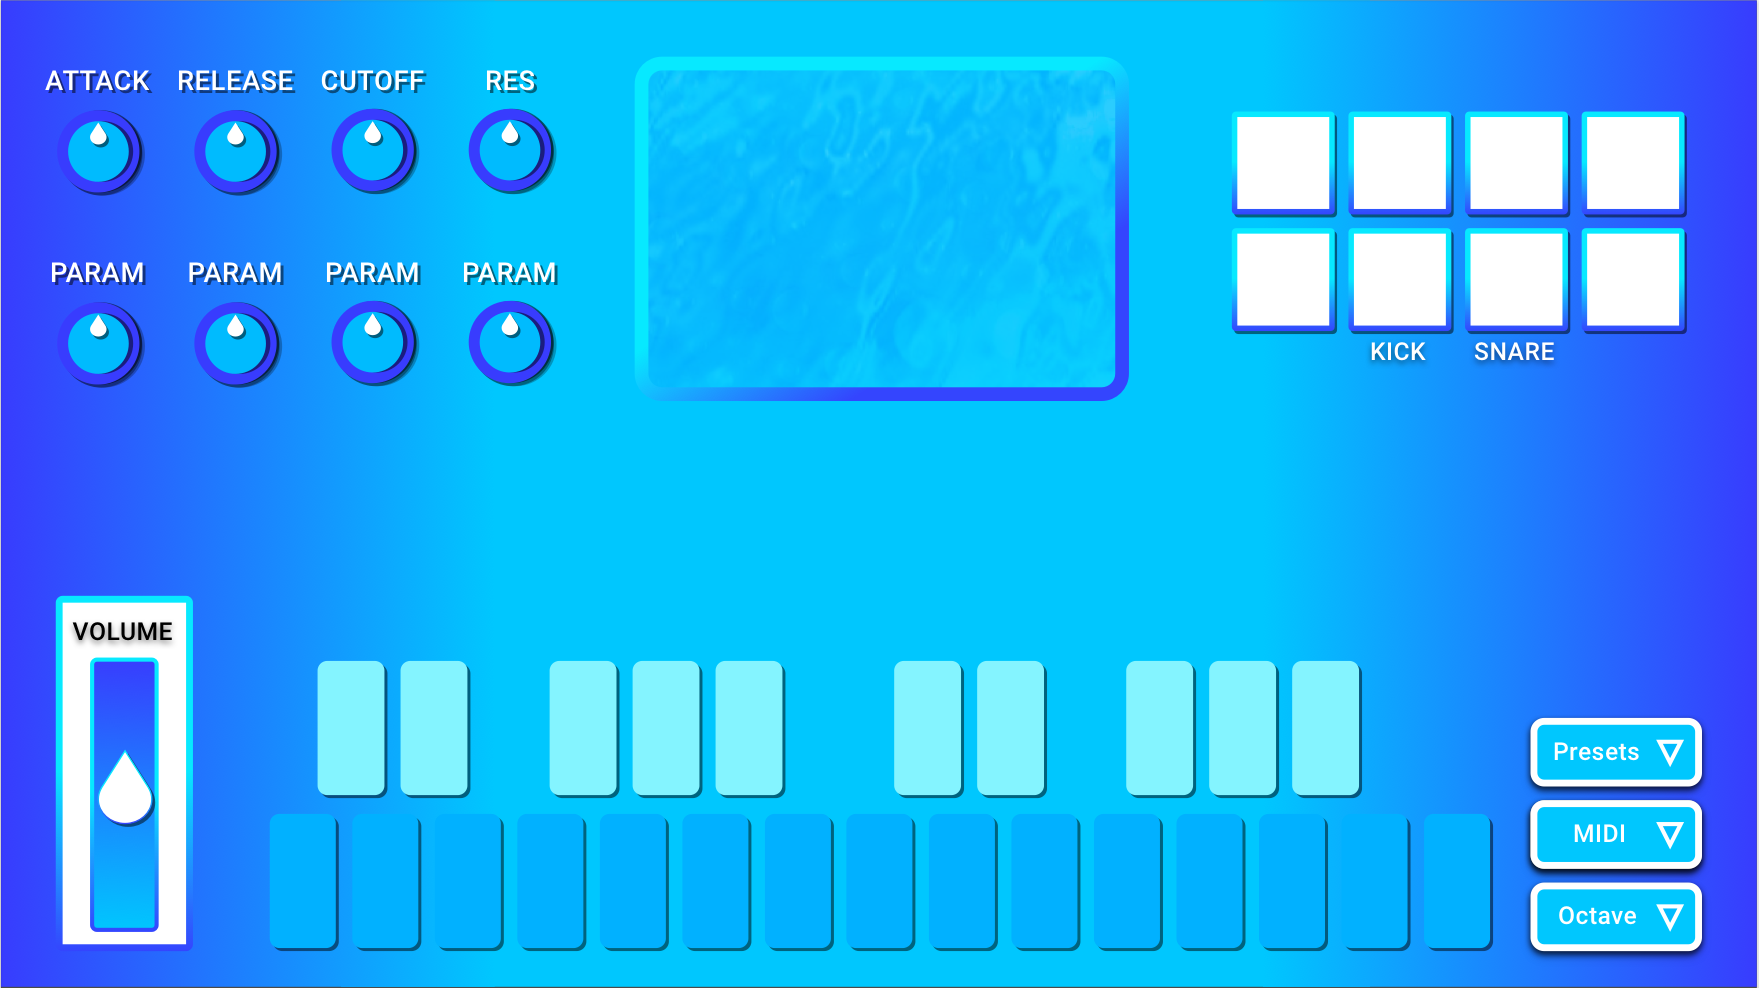 ATTACK RELEASE CUTOFF RES
PARAM PARAM PARAM PARAM
KICK SNARE
VOLUME
Presets
MIDI
Octave